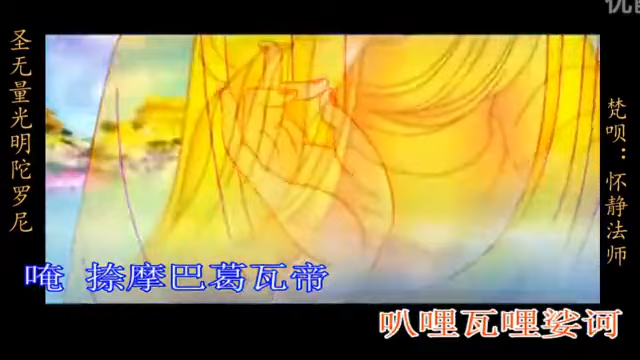 圣无量光明陀罗尼
梵呗：怀静法师
唵 捺摩巴葛瓦帝
叭哩瓦哩娑诃